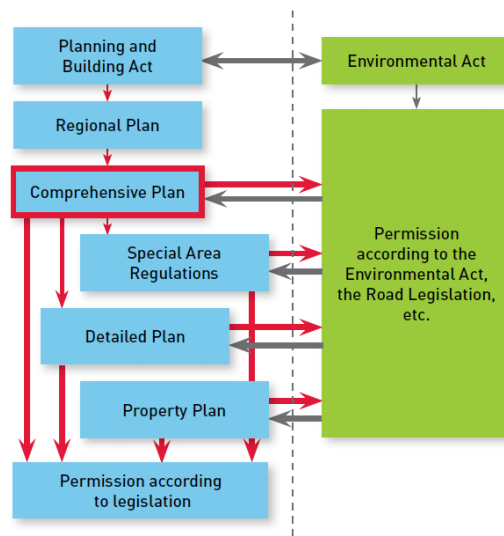 Planning and
Building Act
Environmental Act
Regional Plan
Comprehensive Plan
Special Area
Regulations
Permission
according to the
Environmental Act,
the Road Legislation,
etc.
Detailed Plan
Property Plan
Permission according
to legislation